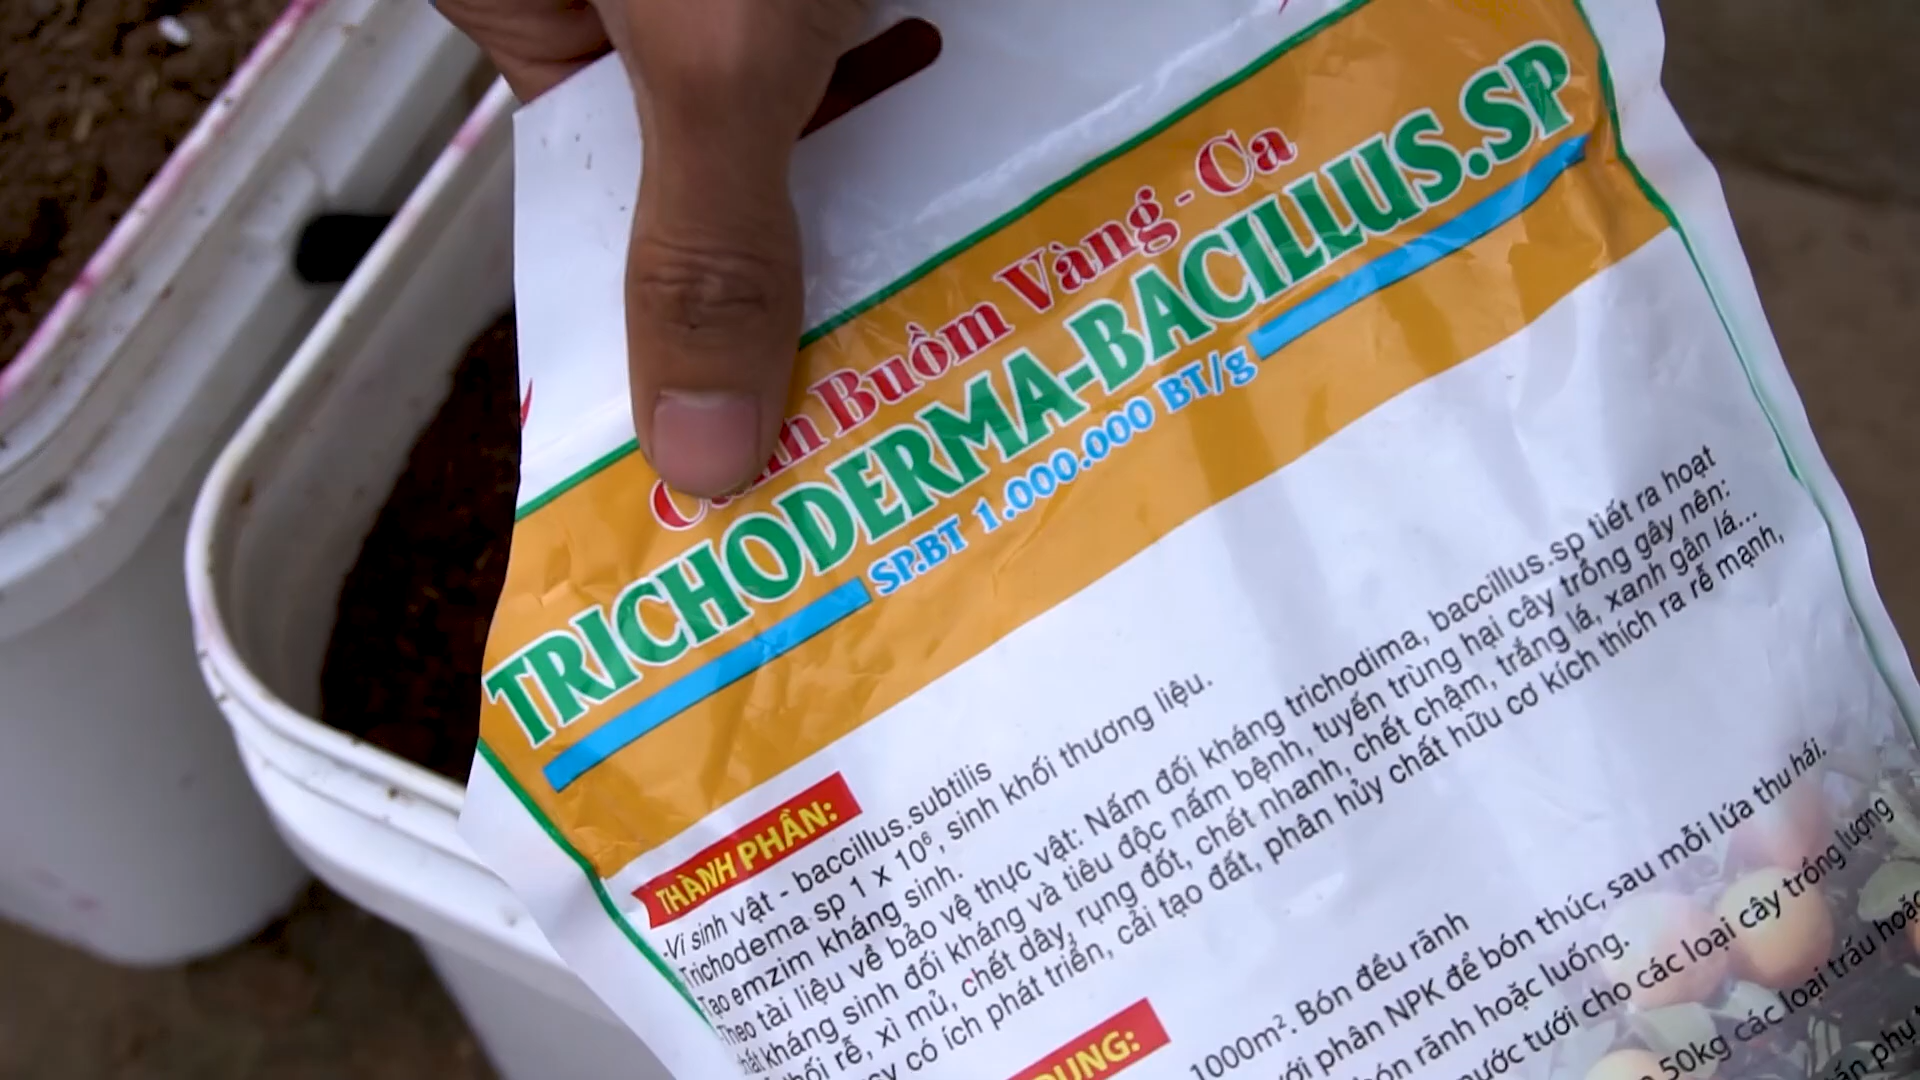 Buồm Vàng - Ca
TRICHODERMA-BACILLUS.SP
SP.BT 1.000.000 BT/g
THÀNH PHẦN:
-Vi sinh vật - baccillus.subtilis
Trichodema sp 1 x 10⁶, sinh khối thương liệu.
-Tạo emzim kháng sinh.
-Theo tài liệu về bảo vệ thực vật: Nấm đối kháng trichodima, baccillus.sp tiết ra hoạt
chất kháng sinh đối kháng và tiêu độc nấm bệnh, tuyến trùng hại cây trồng gây nên:
thối rễ, xì mủ, chết dây, rụng đốt, chết nhanh, chết chậm, trắng lá, xanh gân lá...
có ích phát triển, cải tạo đất, phân hủy chất hữu cơ kích thích ra rễ mạnh,
DỤNG:
1000m². Bón đều rãnh
với phân NPK để bón thúc, sau mỗi lứa thu hái.
bón rãnh hoặc luống.
nước tưới cho các loại cây trồng lượng
50kg các loại trấu hoặc
phụ